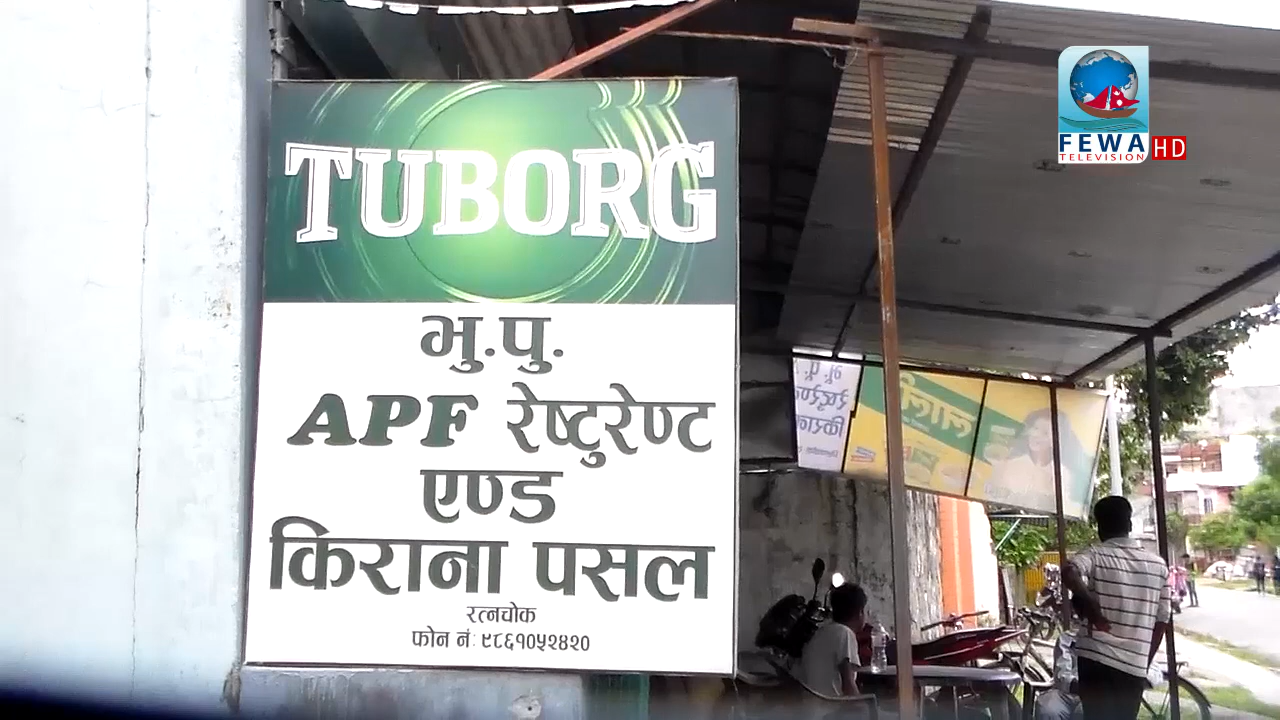 TUBORG
भु.पु.
APF रेष्टुरेण्ट
एण्ड
किराना पसल
रत्नचोक
फोन नं: ९८६१०५२४२०
FEWA
TELEVISION HD